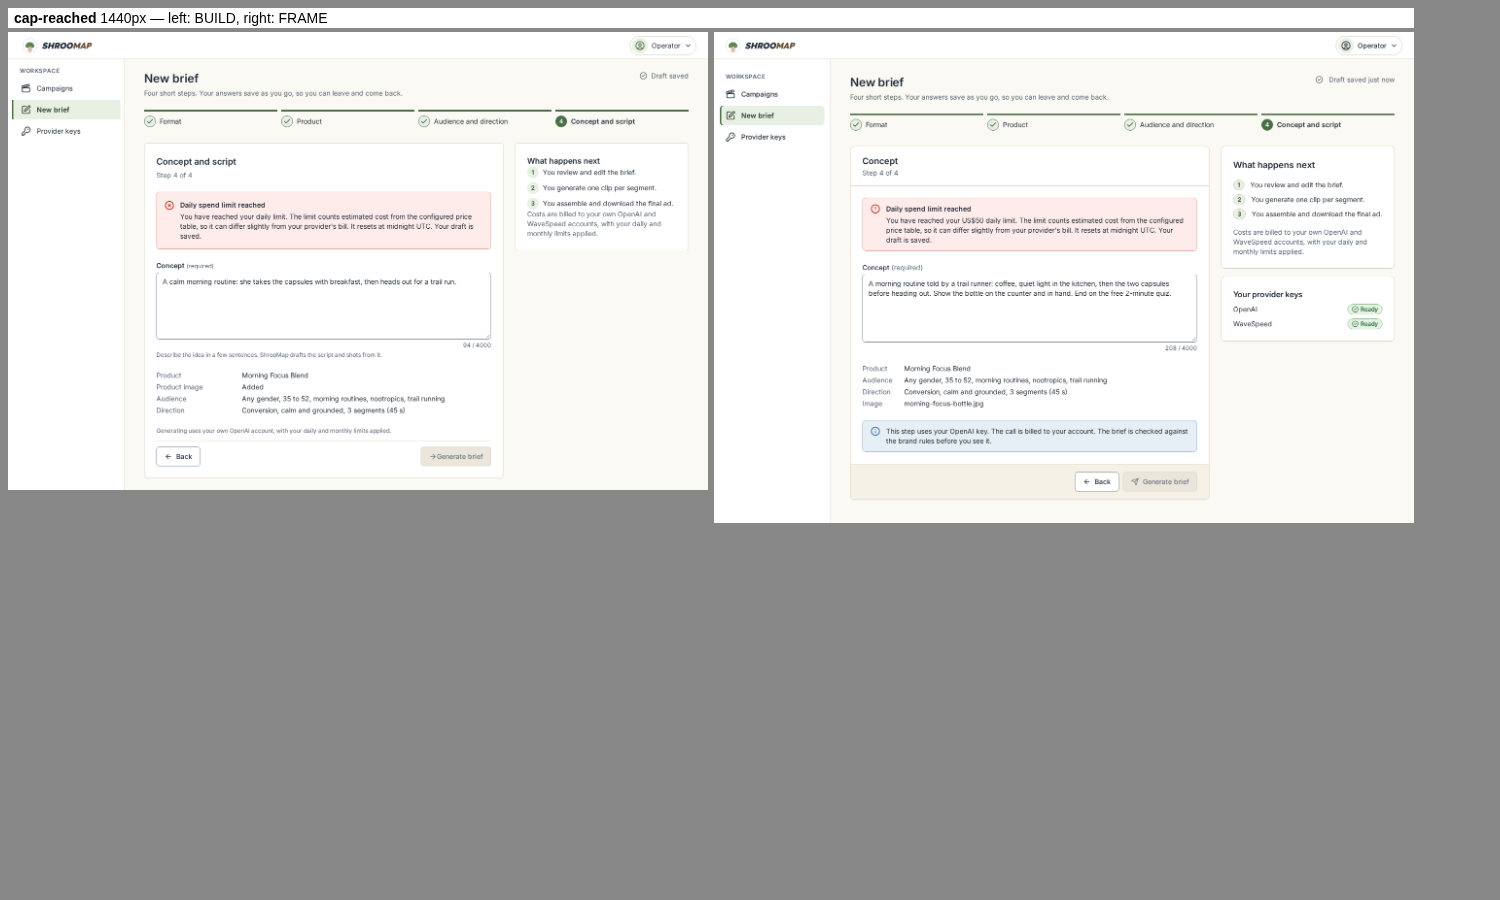 cap-reached 1440px — left: BUILD, right: FRAME
SHROOMAP
Operator
WORKSPACE
Campaigns
New brief
Provider keys
New brief
Draft saved
Four short steps. Your answers save as you go, so you can leave and come back.
Format
Product
Audience and direction
4 Concept and script
Concept and script
Step 4 of 4
Daily spend limit reached
You have reached your daily limit. The limit counts estimated cost from the configured price
table, so it can differ slightly from your provider's bill. It resets at midnight UTC. Your draft is
saved.
Concept (required)
A calm morning routine: she takes the capsules with breakfast, then heads out for a trail run.
94 / 4000
Describe the idea in a few sentences. ShrooMap drafts the script and shots from it.
Product Morning Focus Blend
Product image Added
Audience Any gender, 35 to 52, morning routines, nootropics, trail running
Direction Conversion, calm and grounded, 3 segments (45 s)
Generating uses your own OpenAI account, with your daily and monthly limits applied.
Back
Generate brief
What happens next
1 You review and edit the brief.
2 You generate one clip per segment.
3 You assemble and download the final ad.
Costs are billed to your own OpenAI and
WaveSpeed accounts, with your daily and
monthly limits applied.
SHROOMAP
Operator
WORKSPACE
Campaigns
New brief
Provider keys
New brief
Draft saved just now
Four short steps. Your answers save as you go, so you can leave and come back.
Format
Product
Audience and direction
4 Concept and script
Concept
Step 4 of 4
Daily spend limit reached
You have reached your US$50 daily limit. The limit counts estimated cost from the configured
price table, so it can differ slightly from your provider's bill. It resets at midnight UTC. Your
draft is saved.
Concept (required)
A morning routine told by a trail runner: coffee, quiet light in the kitchen, then the two capsules
before heading out. Show the bottle on the counter and in hand. End on the free 2-minute quiz.
208 / 4000
Product Morning Focus Blend
Audience Any gender, 35 to 52, morning routines, nootropics, trail running
Direction Conversion, calm and grounded, 3 segments (45 s)
Image morning-focus-bottle.jpg
This step uses your OpenAI key. The call is billed to your account. The brief is checked against
the brand rules before you see it.
Back
Generate brief
What happens next
1 You review and edit the brief.
2 You generate one clip per segment.
3 You assemble and download the final ad.
Costs are billed to your own OpenAI and
WaveSpeed accounts, with your daily and
monthly limits applied.
Your provider keys
OpenAI Ready
WaveSpeed Ready